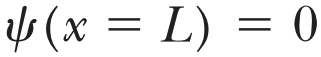 ψ(x = L) = 0